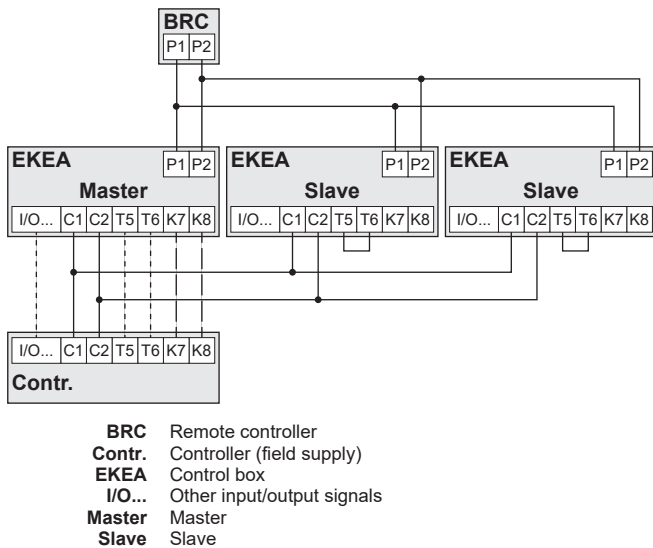 BRC
P1 P2
EKEA P1 P2 EKEA P1 P2 EKEA P1 P2
Master Slave Slave
I/O... C1 C2 T5 T6 K7 K8 I/O... C1 C2 T5 T6 K7 K8 I/O... C1 C2 T5 T6 K7 K8
I/O... C1 C2 T5 T6 K7 K8
Contr.
BRC Remote controller
Contr. Controller (field supply)
EKEA Control box
I/O... Other input/output signals
Master Master
Slave Slave